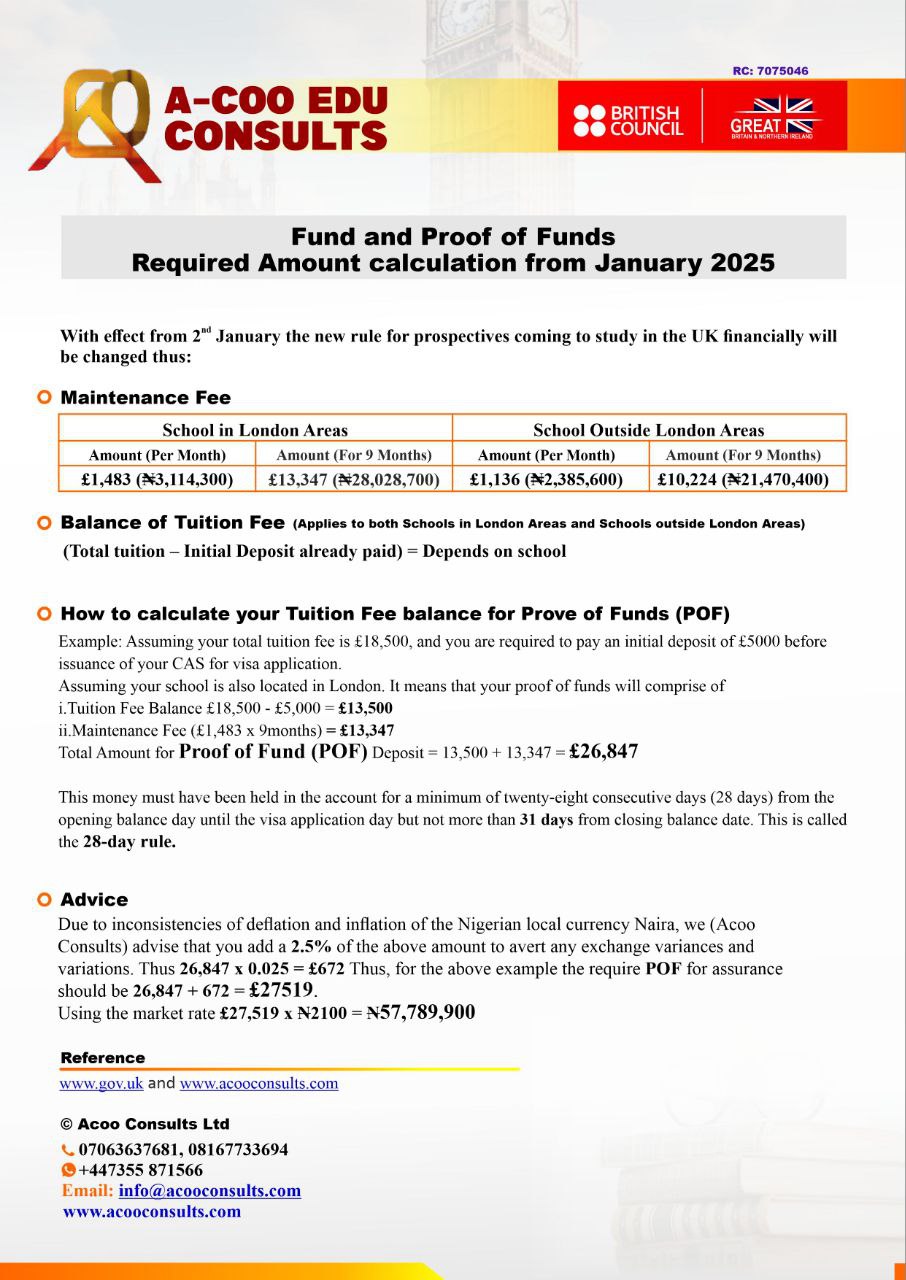 RC: 7075046
A-COO EDU
CONSULTS
BRITISH
COUNCIL
GREAT
BRITAIN & NORTHERN IRELAND
Fund and Proof of Funds
Required Amount calculation from January 2025
With effect from 2nd January the new rule for prospectives coming to study in the UK financially will
be changed thus:
Maintenance Fee
School in London Areas School Outside London Areas
Amount (Per Month) Amount (For 9 Months) Amount (Per Month) Amount (For 9 Months)
£1,483 (₦3,114,300) £13,347 (₦28,028,700) £1,136 (₦2,385,600) £10,224 (₦21,470,400)
Balance of Tuition Fee (Applies to both Schools in London Areas and Schools outside London Areas)
(Total tuition – Initial Deposit already paid) = Depends on school
How to calculate your Tuition Fee balance for Prove of Funds (POF)
Example: Assuming your total tuition fee is £18,500, and you are required to pay an initial deposit of £5000 before
issuance of your CAS for visa application.
Assuming your school is also located in London. It means that your proof of funds will comprise of
i.Tuition Fee Balance £18,500 - £5,000 = £13,500
ii.Maintenance Fee (£1,483 x 9months) = £13,347
Total Amount for Proof of Fund (POF) Deposit = 13,500 + 13,347 = £26,847
This money must have been held in the account for a minimum of twenty-eight consecutive days (28 days) from the
opening balance day until the visa application day but not more than 31 days from closing balance date. This is called
the 28-day rule.
Advice
Due to inconsistencies of deflation and inflation of the Nigerian local currency Naira, we (Acoo
Consults) advise that you add a 2.5% of the above amount to avert any exchange variances and
variations. Thus 26,847 x 0.025 = £672 Thus, for the above example the require POF for assurance
should be 26,847 + 672 = £27519.
Using the market rate £27,519 x ₦2100 = ₦57,789,900
Reference
www.gov.uk and www.acooconsults.com
© Acoo Consults Ltd
07063637681, 08167733694
+447355 871566
Email: info@acooconsults.com
www.acooconsults.com